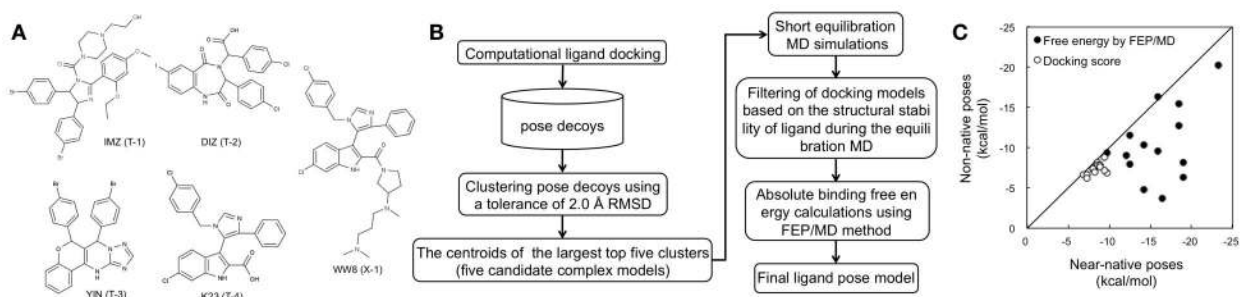 A
OH
IMZ (T-1)
DIZ (T-2)
YIN (T-3)
K23 (T-4)
WW8 (X-1)
B
Computational ligand docking
pose decoys
Clustering pose decoys using
a tolerance of 2.0 Å RMSD
The centroids of the largest top five clusters
(five candidate complex models)
Short equilibration
MD simulations
Filtering of docking models
based on the structural stabi
lity of ligand during the equili
bration MD
Absolute binding free en
ergy calculations using
FEP/MD method
Final ligand pose model
C
Non-native poses
(kcal/mol)
-25
-20
-15
-10
-5
0
Free energy by FEP/MD
Docking score
0 -5 -10 -15 -20 -25
Near-native poses
(kcal/mol)